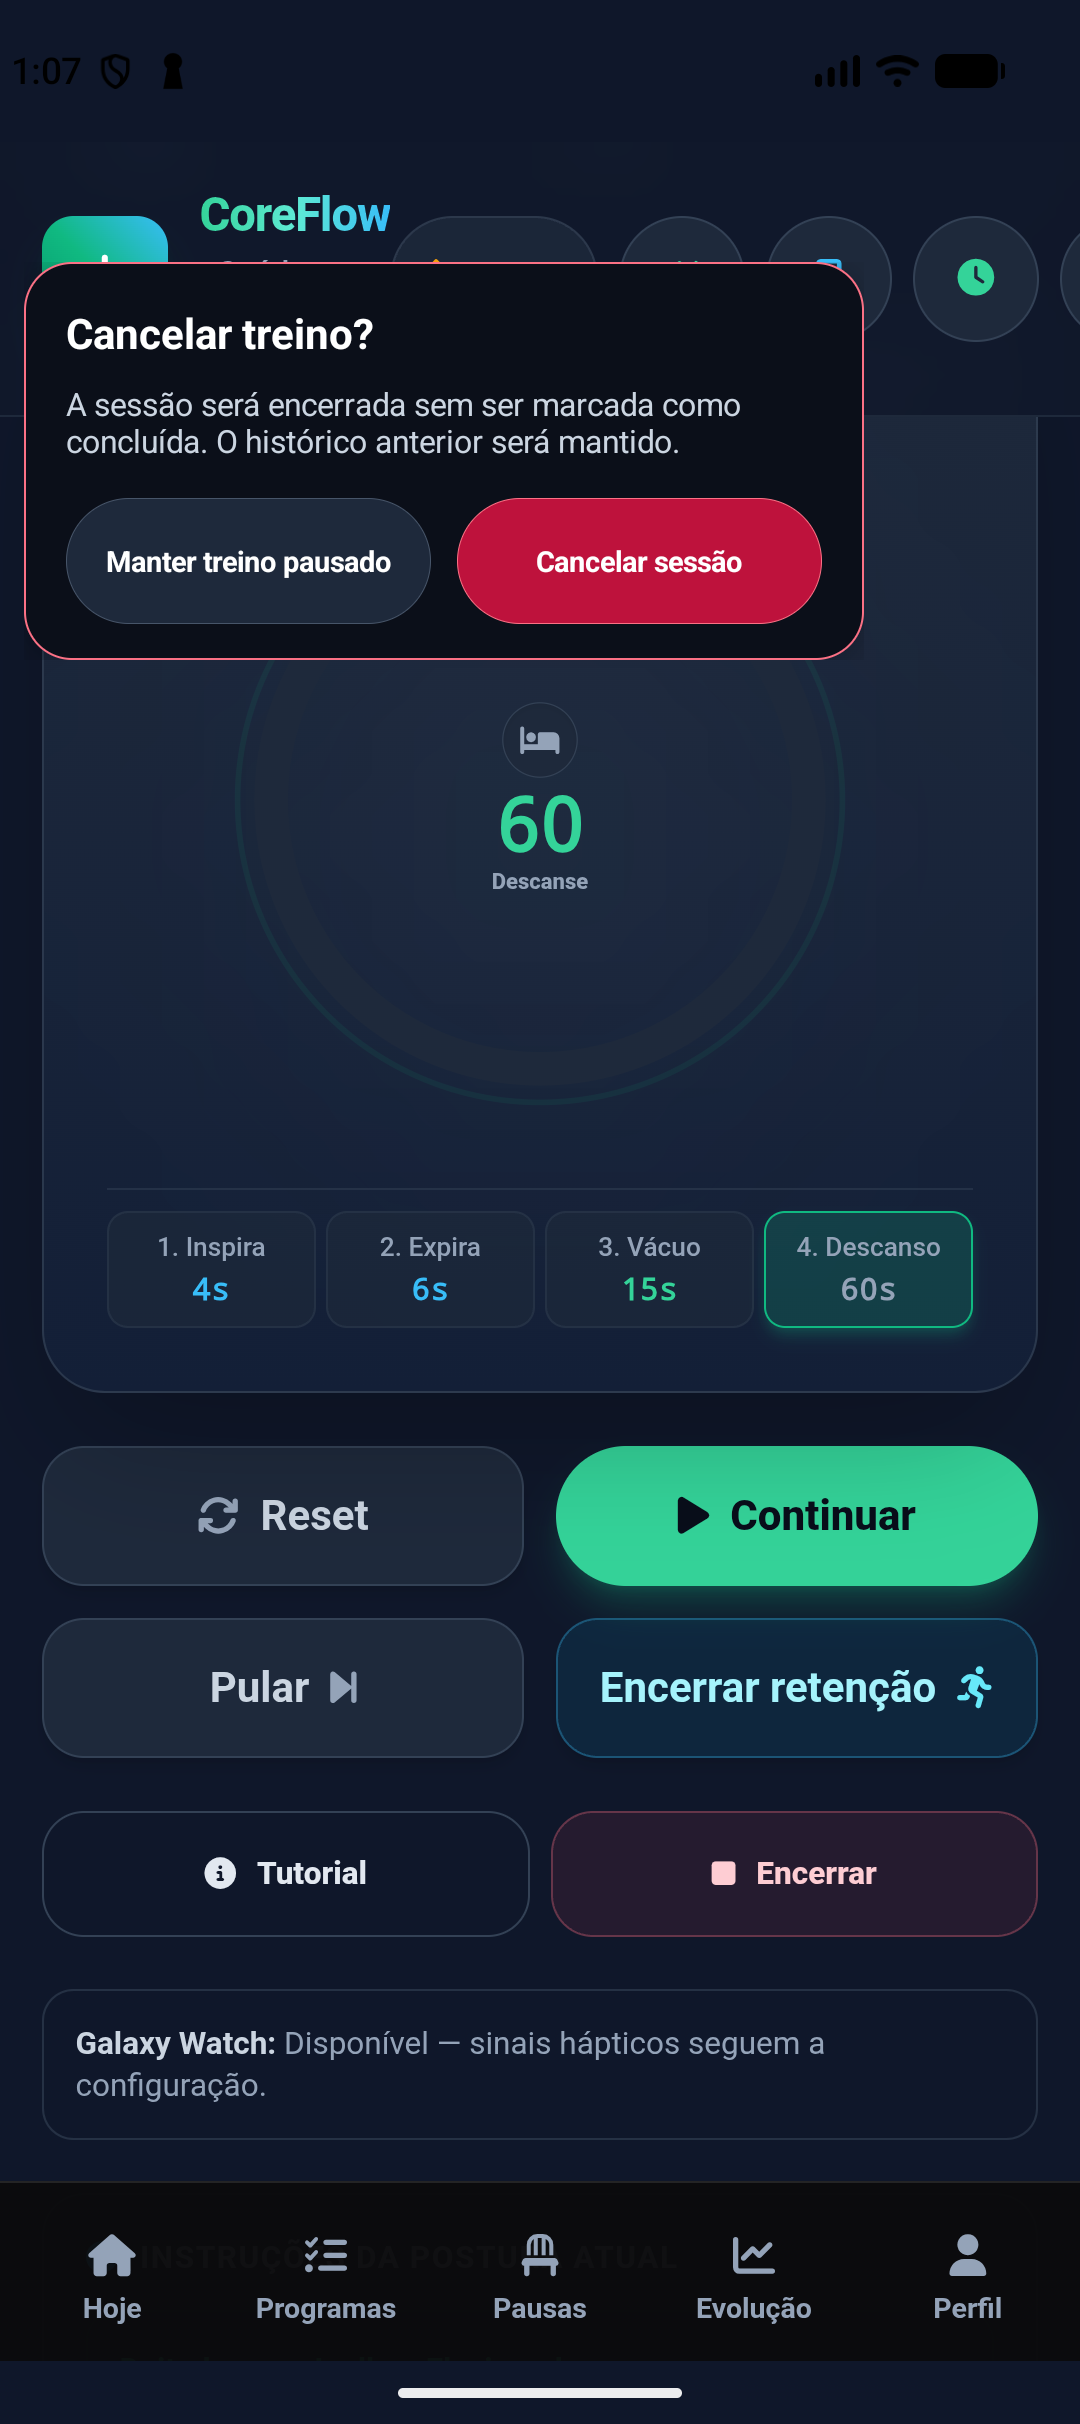 1:07
CoreFlow
Cancelar treino?
A sessão será encerrada sem ser marcada como
concluída. O histórico anterior será mantido.
Manter treino pausado
Cancelar sessão
60
Descanse
1. Inspira
4s
2. Expira
6s
3. Vácuo
15s
4. Descanso
60s
Reset
Continuar
Pular
Encerrar retenção
Tutorial
Encerrar
Galaxy Watch: Disponível — sinais hápticos seguem a
configuração.
Hoje
Programas
Pausas
Evolução
Perfil